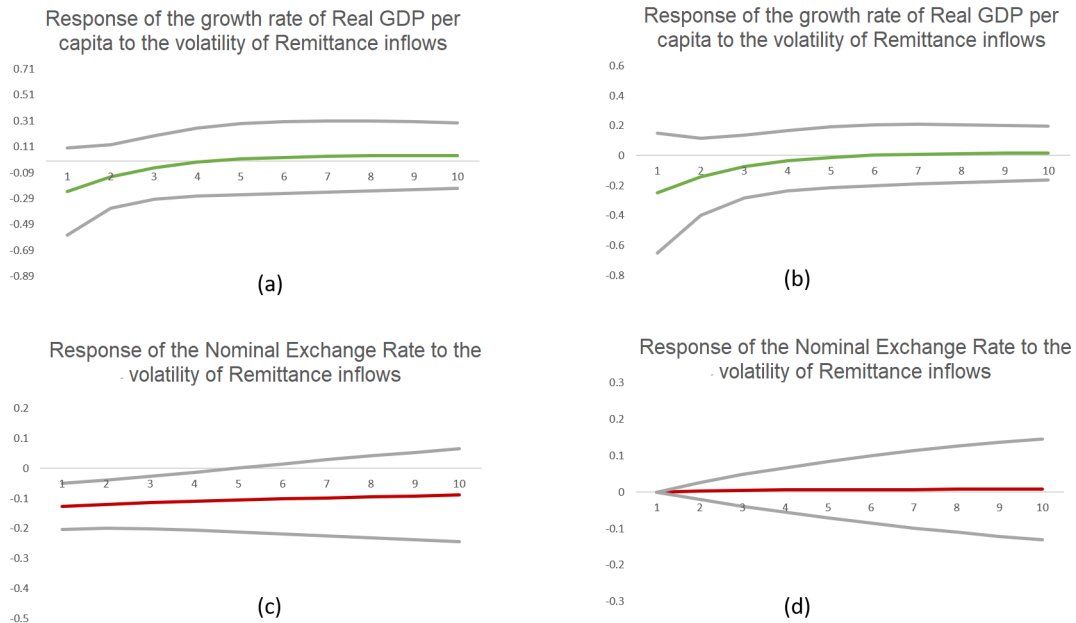 Response of the growth rate of Real GDP per
capita to the volatility of Remittance inflows
0.71
0.51
0.31
0.11
-0.09
-0.29
-0.49
-0.69
-0.89
1 2 3 4 5 6 7 8 9 10
(a)
Response of the growth rate of Real GDP per
capita to the volatility of Remittance inflows
0.6
0.4
0.2
0
-0.2
-0.4
-0.6
-0.8
1 2 3 4 5 6 7 8 9 10
(b)
Response of the Nominal Exchange Rate to the
volatility of Remittance inflows
0.2
0.1
0
-0.1
-0.2
-0.3
-0.4
-0.5
1 2 3 4 5 6 7 8 9 10
(c)
Response of the Nominal Exchange Rate to the
volatility of Remittance inflows
0.3
0.2
0.1
0
-0.1
-0.2
-0.3
1 2 3 4 5 6 7 8 9 10
(d)